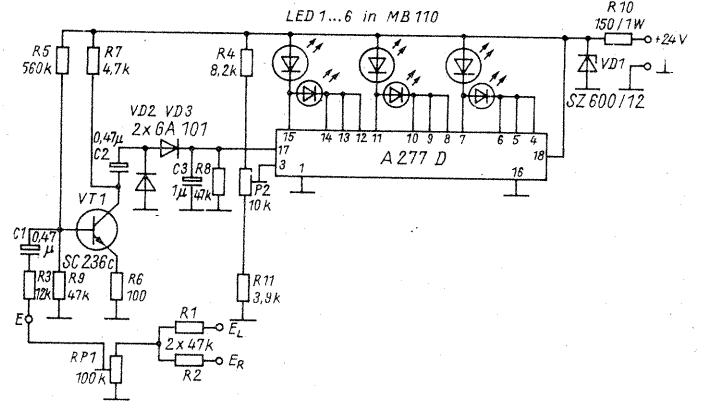 LED 1...6 in MB 110
R10
150/1W
+24V
VD1
SZ 600/12
R5
560k
R7
4,7k
R4
8,2k
VD2 VD3
2x GA 101
0,47µ
C2
C3
1µ
R8
47k
P2
10k
15 14 13 12 11 10 9 8 7 6 5 4
17
3
A 277 D
18
1
16
VT1
SC 236c
C1
0,47
µ
R3
12k
R9
47k
R6
100
R11
3,9k
E
R1
E_L
2x 47k
R2
E_R
RP1
100k